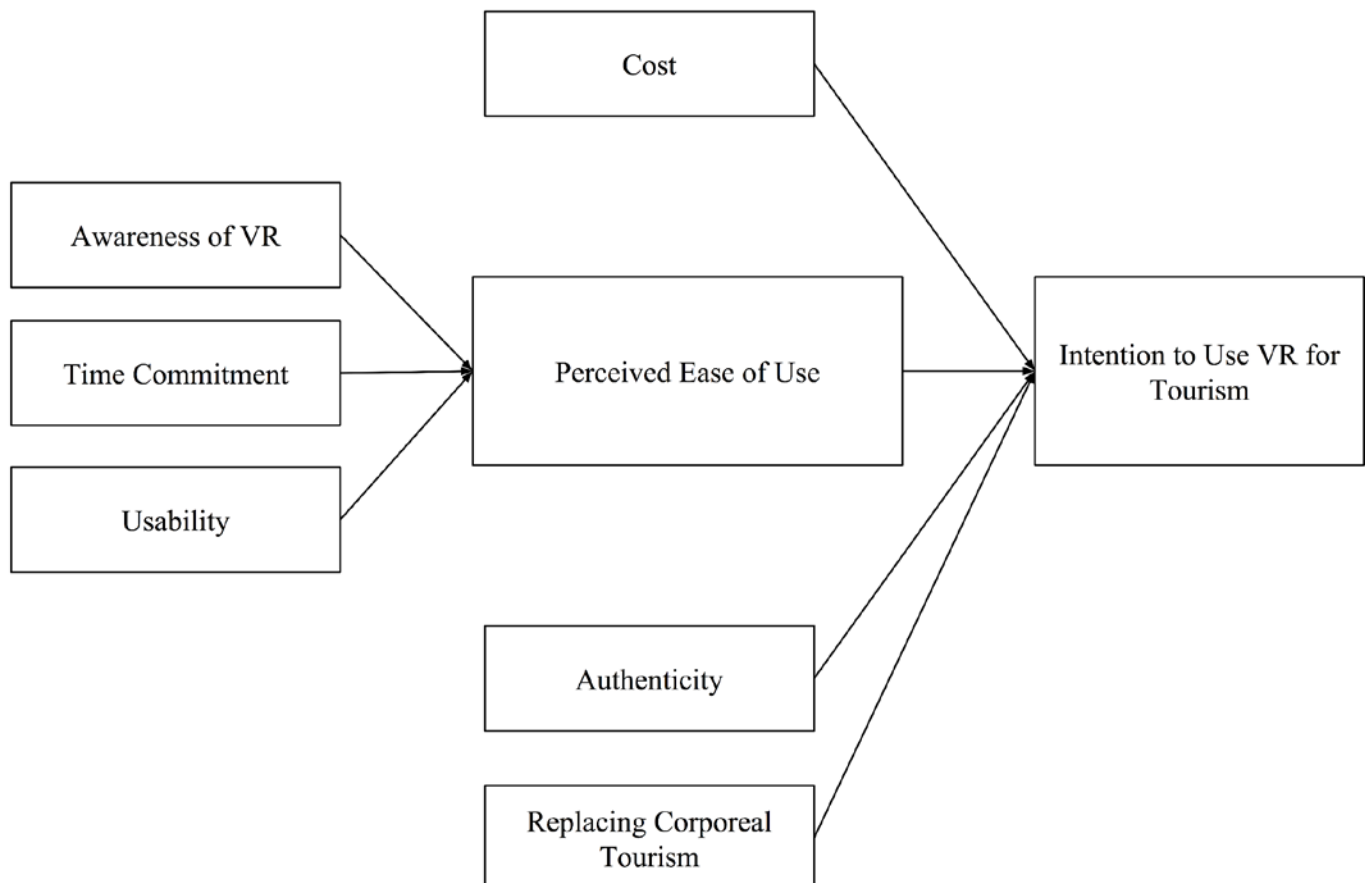 Cost
Awareness of VR
Time Commitment
Usability
Perceived Ease of Use
Intention to Use VR for
Tourism
Authenticity
Replacing Corporeal
Tourism